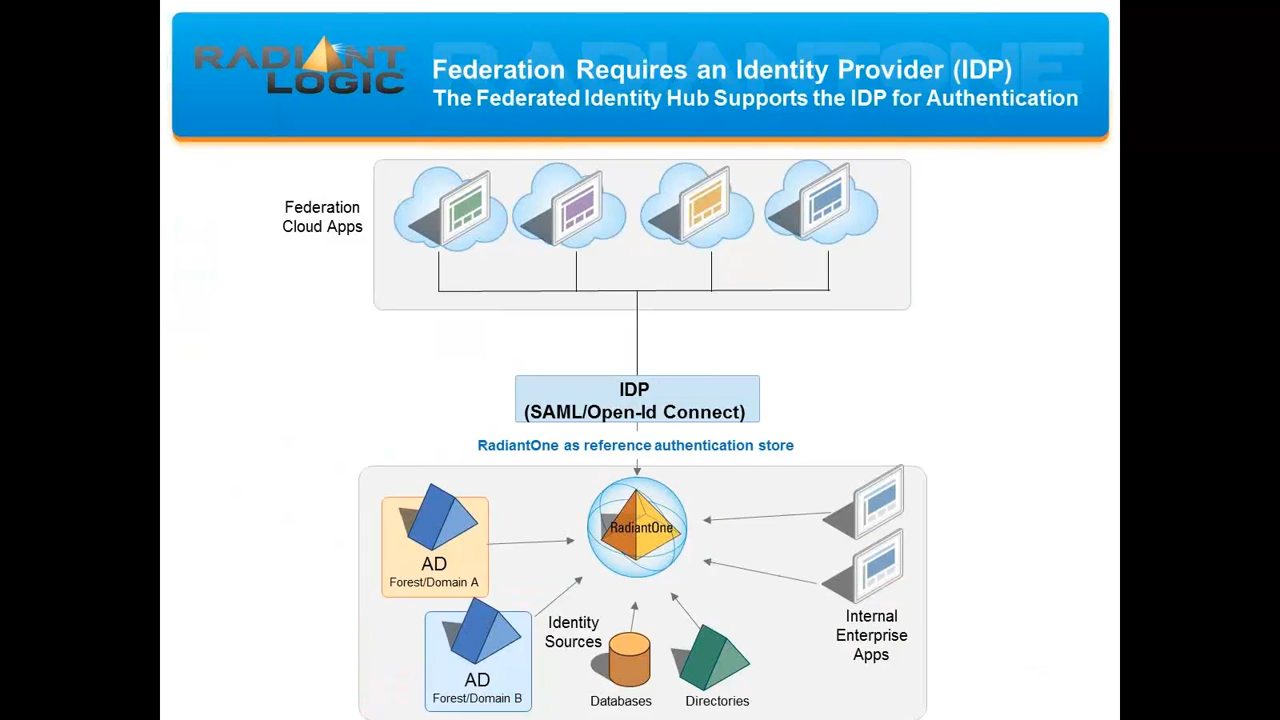 RADIANT
LOGIC
RADIANTONE
Federation Requires an Identity Provider (IDP)
The Federated Identity Hub Supports the IDP for Authentication
Federation
Cloud Apps
IDP
(SAML/Open-Id Connect)
RadiantOne as reference authentication store
RadiantOne
AD
Forest/Domain A
AD
Forest/Domain B
Identity
Sources
Databases
Directories
Internal
Enterprise
Apps